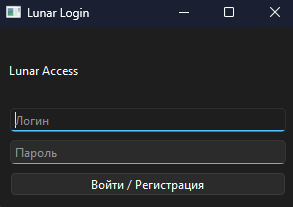 Lunar Login
Lunar Access
Логин
Пароль
Войти / Регистрация